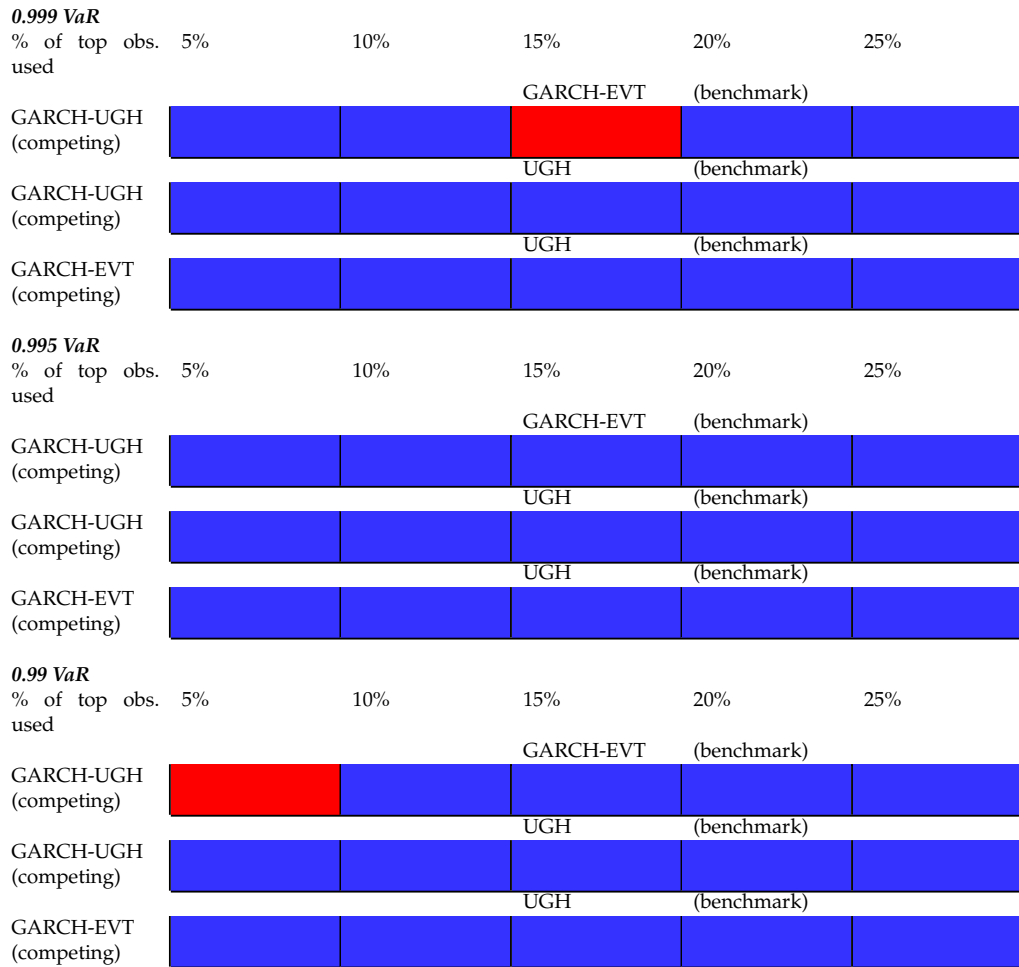 0.999 VaR
% of top obs. 5% 10% 15% 20% 25%
used
GARCH-EVT (benchmark)
GARCH-UGH
(competing)
UGH (benchmark)
GARCH-UGH
(competing)
UGH (benchmark)
GARCH-EVT
(competing)
0.995 VaR
% of top obs. 5% 10% 15% 20% 25%
used
GARCH-EVT (benchmark)
GARCH-UGH
(competing)
UGH (benchmark)
GARCH-UGH
(competing)
UGH (benchmark)
GARCH-EVT
(competing)
0.99 VaR
% of top obs. 5% 10% 15% 20% 25%
used
GARCH-EVT (benchmark)
GARCH-UGH
(competing)
UGH (benchmark)
GARCH-UGH
(competing)
UGH (benchmark)
GARCH-EVT
(competing)